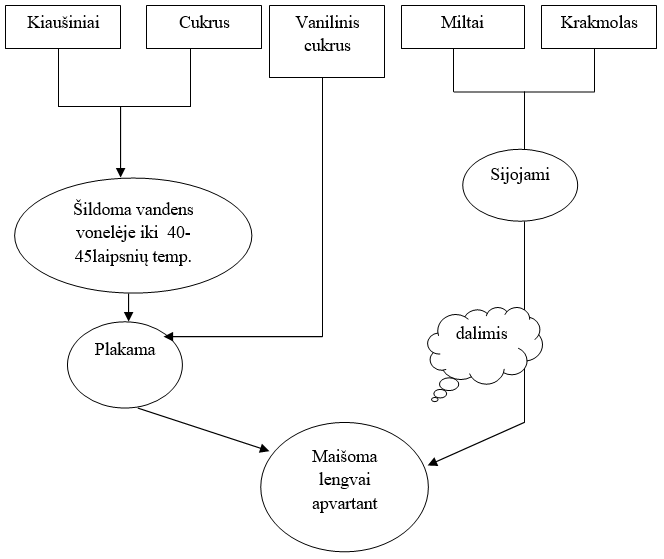 Kiaušiniai
Cukrus
Vanilinis
cukrus
Miltai
Krakmolas
Šildoma vandens
vonelėje iki 40-
45laipsnių temp.
Sijojami
Plakama
dalimis
Maišoma
lengvai
apvartant